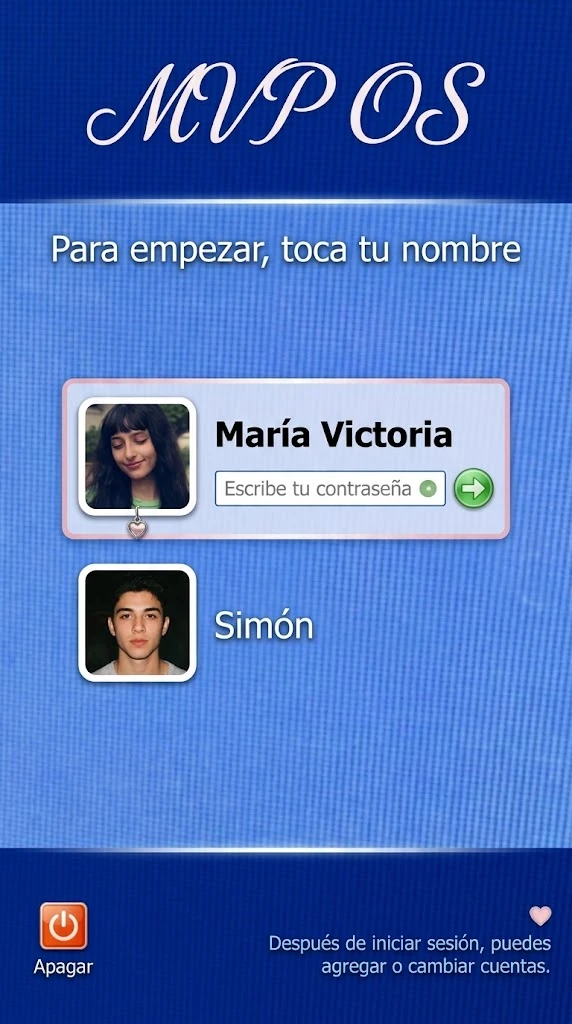 MVP OS
Para empezar, toca tu nombre
María Victoria
Escribe tu contraseña
Simón
Apagar
Después de iniciar sesión, puedes
agregar o cambiar cuentas.